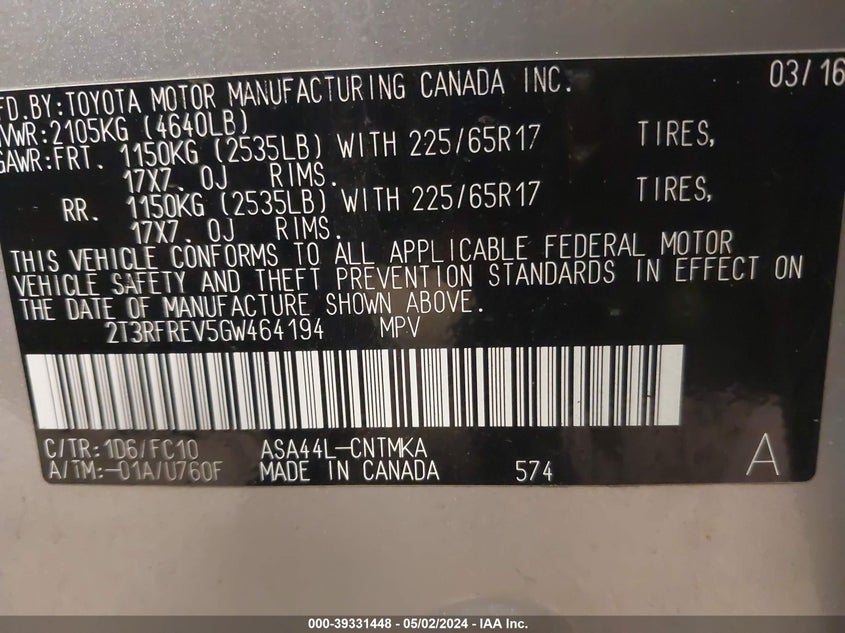 FD.BY:TOYOTA MOTOR MANUFACTURING CANADA INC. 03/16
VWR:2105KG (4640LB)
GAWR:FRT. 1150KG (2535LB) WITH 225/65R17 TIRES,
17X7.0J RIMS.
RR. 1150KG (2535LB) WITH 225/65R17 TIRES,
17X7.0J RIMS.
THIS VEHICLE CONFORMS TO ALL APPLICABLE FEDERAL MOTOR
VEHICLE SAFETY AND THEFT PREVENTION STANDARDS IN EFFECT ON
THE DATE OF MANUFACTURE SHOWN ABOVE.
2T3RFREV5GW464194 MPV
C/TR:1D6/FC10 ASA44L-CNTMKA
A/TM:-01A/U760F MADE IN CANADA 574 A
000-39331448 - 05/02/2024 - IAA Inc.